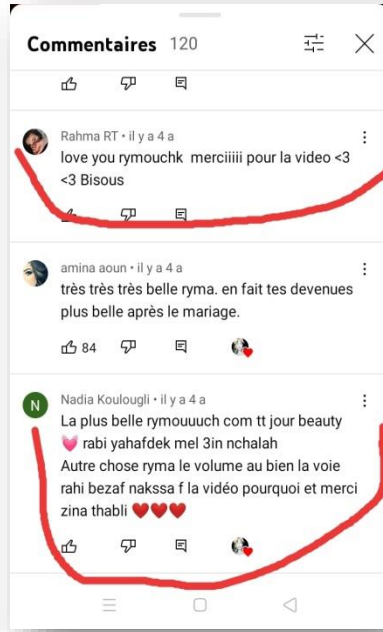 Commentaires 120
Rahma RT • il y a 4 a
love you rymouchk merciiiii pour la video <3
<3 Bisous
amina aoun • il y a 4 a
très très très belle ryma. en fait tes devenues
plus belle après le mariage.
84
N
Nadia Koulougli • il y a 4 a
La plus belle rymouuuch com tt jour beauty
💓 rabi yahafdek mel 3in nchalah
Autre chose ryma le volume au bien la voie
rahi bezaf nakssa f la vidéo pourquoi et merci
zina thabli ❤️❤️❤️